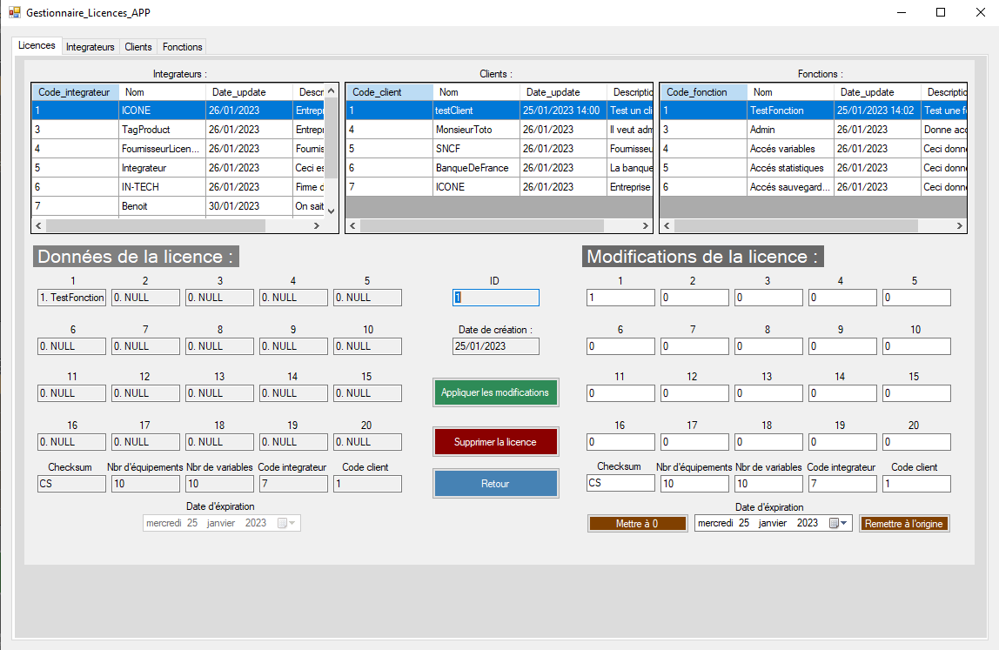 Gestionnaire_Licences_APP
Licences Integrateurs Clients Fonctions
Integrateurs : Clients : Fonctions :
Code_integrateur Nom Date_update Descr Code_client Nom Date_update Descriptio Code_fonction Nom Date_update Descriptio
1 ICONE 26/01/2023 Entrep 1 testClient 25/01/2023 14:00 Test un cli 1 TestFonction 25/01/2023 14:02 Test une f
3 TagProduct 26/01/2023 Entrep 4 MonsieurToto 26/01/2023 Il veut adm 3 Admin 26/01/2023 Donne acc
4 FournisseurLicen... 26/01/2023 Fournis 5 SNCF 26/01/2023 Fournisseu 4 Accés variables 26/01/2023 Ceci donn
5 Integrateur 26/01/2023 Ceci es 6 BanqueDeFrance 26/01/2023 La banque 5 Accés statistiques 26/01/2023 Ceci donn
6 IN-TECH 26/01/2023 Firme d 7 ICONE 26/01/2023 Entreprise 6 Accés sauvegard... 26/01/2023 Ceci donn
7 Benoit 30/01/2023 On sait
Données de la licence : Modifications de la licence :
1 2 3 4 5 ID 1 2 3 4 5
1. TestFonction 0. NULL 0. NULL 0. NULL 0. NULL 1 1 0 0 0 0
6 7 8 9 10 Date de création : 6 7 8 9 10
0. NULL 0. NULL 0. NULL 0. NULL 0. NULL 25/01/2023 0 0 0 0 0
11 12 13 14 15 11 12 13 14 15
0. NULL 0. NULL 0. NULL 0. NULL 0. NULL Appliquer les modifications 0 0 0 0 0
16 17 18 19 20 16 17 18 19 20
0. NULL 0. NULL 0. NULL 0. NULL 0. NULL Supprimer la licence 0 0 0 0 0
Checksum Nbr d'équipements Nbr de variables Code integrateur Code client Checksum Nbr d'équipements Nbr de variables Code integrateur Code client
CS 10 10 7 1 Retour CS 10 10 7 1
Date d'éxpiration Date d'éxpiration
mercredi 25 janvier 2023 Mettre à 0 mercredi 25 janvier 2023 Remettre à l'origine